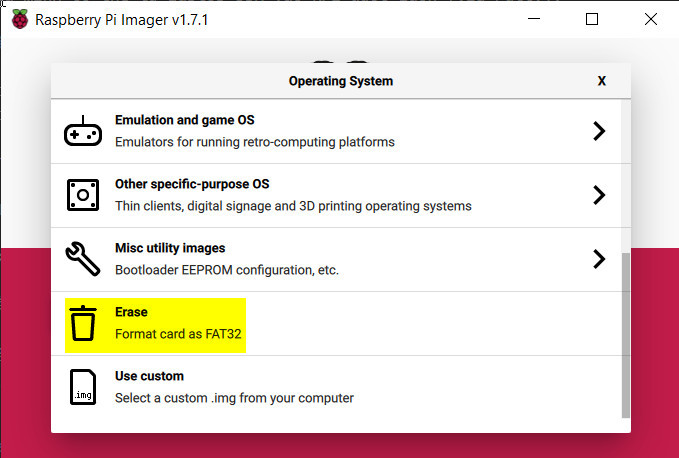 Raspberry Pi Imager v1.7.1
Operating System X
Emulation and game OS
Emulators for running retro-computing platforms
Other specific-purpose OS
Thin clients, digital signage and 3D printing operating systems
Misc utility images
Bootloader EEPROM configuration, etc.
Erase
Format card as FAT32
Use custom
.img
Select a custom .img from your computer